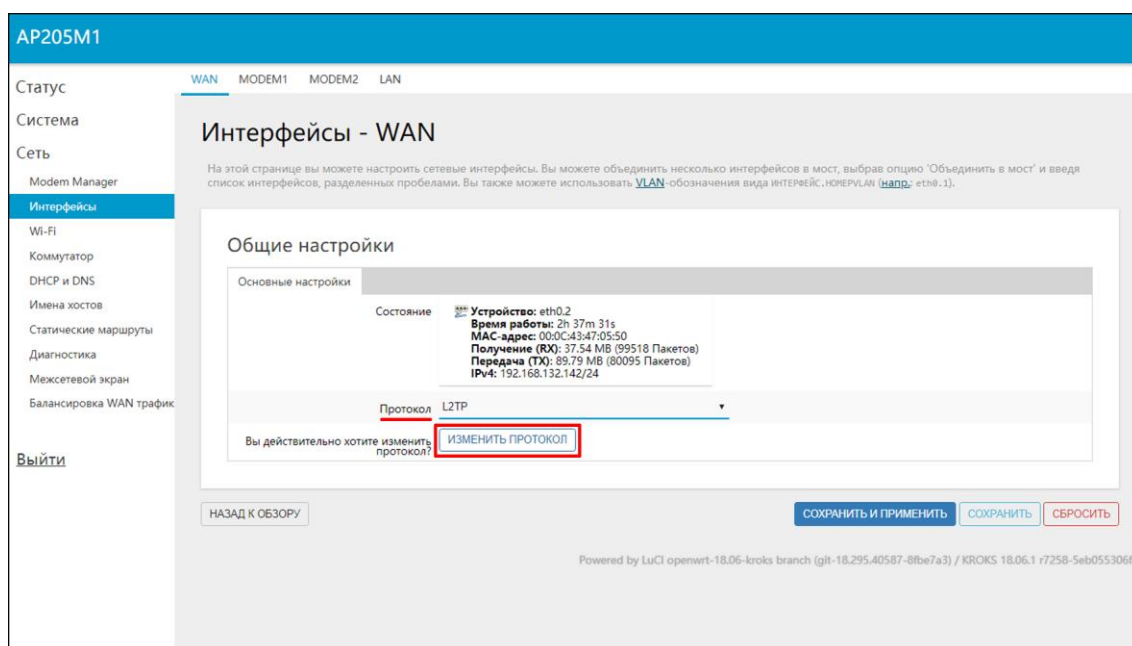 AP205M1
WAN MODEM1 MODEM2 LAN
Статус
Система
Сеть
Modem Manager
Интерфейсы
Wi-Fi
Коммутатор
DHCP и DNS
Имена хостов
Статические маршруты
Диагностика
Межсетевой экран
Балансировка WAN трафик
Выйти
Интерфейсы - WAN
На этой странице вы можете настроить сетевые интерфейсы. Вы можете объединить несколько интерфейсов в мост, выбрав опцию 'Объединить в мост' и введя
список интерфейсов, разделенных пробелами. Вы также можете использовать VLAN-обозначения вида ИНТЕРФЕЙС.НОМЕРVLAN (напр.: eth0.1).
Общие настройки
Основные настройки
Состояние
Устройство: eth0.2
Время работы: 2h 37m 31s
MAC-адрес: 00:0C:43:47:05:50
Получение (RX): 37.54 MB (99518 Пакетов)
Передача (TX): 89.79 MB (80095 Пакетов)
IPv4: 192.168.132.142/24
Протокол L2TP
Вы действительно хотите изменить
протокол?
ИЗМЕНИТЬ ПРОТОКОЛ
НАЗАД К ОБЗОРУ СОХРАНИТЬ И ПРИМЕНИТЬ СОХРАНИТЬ СБРОСИТЬ
Powered by LuCI openwrt-18.06-kroks branch (git-18.295.40587-8fbe7a3) / KROKS 18.06.1 r7258-5eb055306f